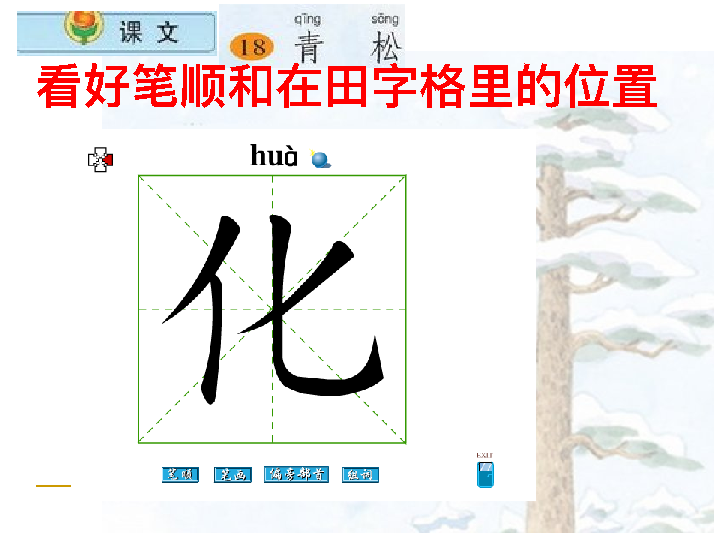 课 文
qīng sōng
18 青 松
看好笔顺和在田字格里的位置
huà
化
笔顺 笔画 偏旁部首 组词
EXIT